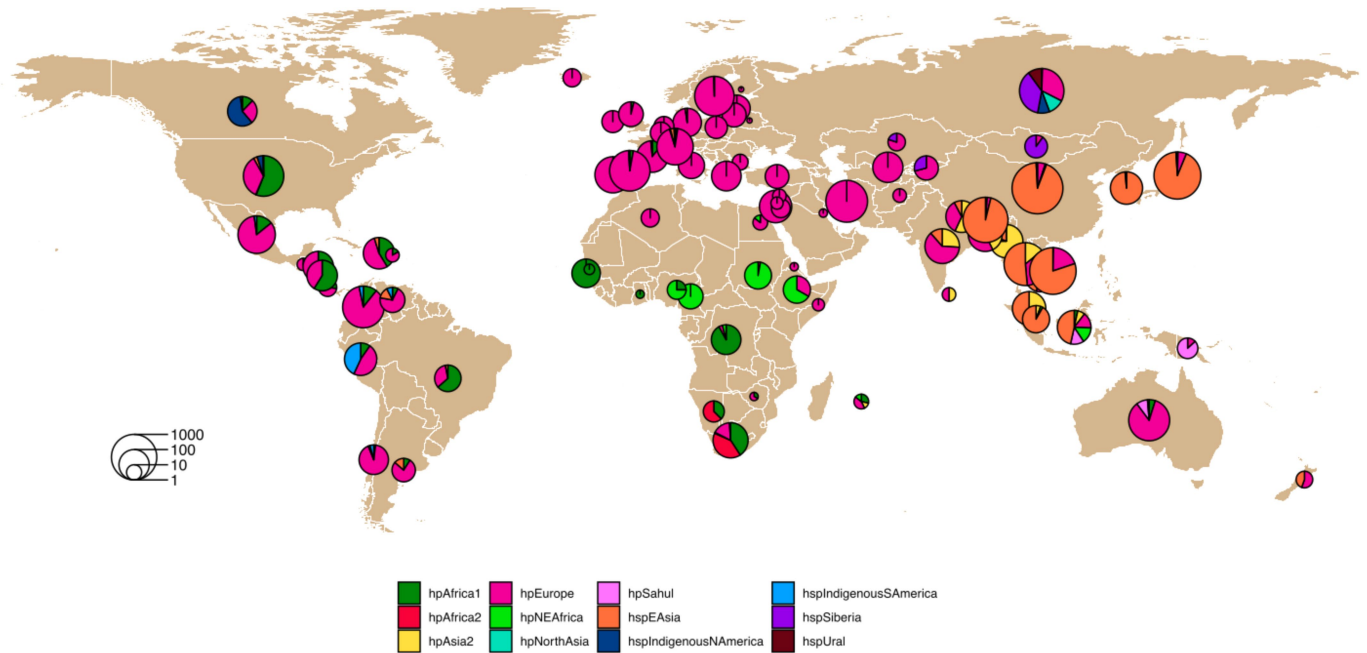 1000
100
10
1
hpAfrica1 hpEurope hpSahul hspIndigenousSAmerica
hpAfrica2 hpNEAfrica hspEAsia hspSiberia
hpAsia2 hpNorthAsia hspIndigenousNAmerica hspUral